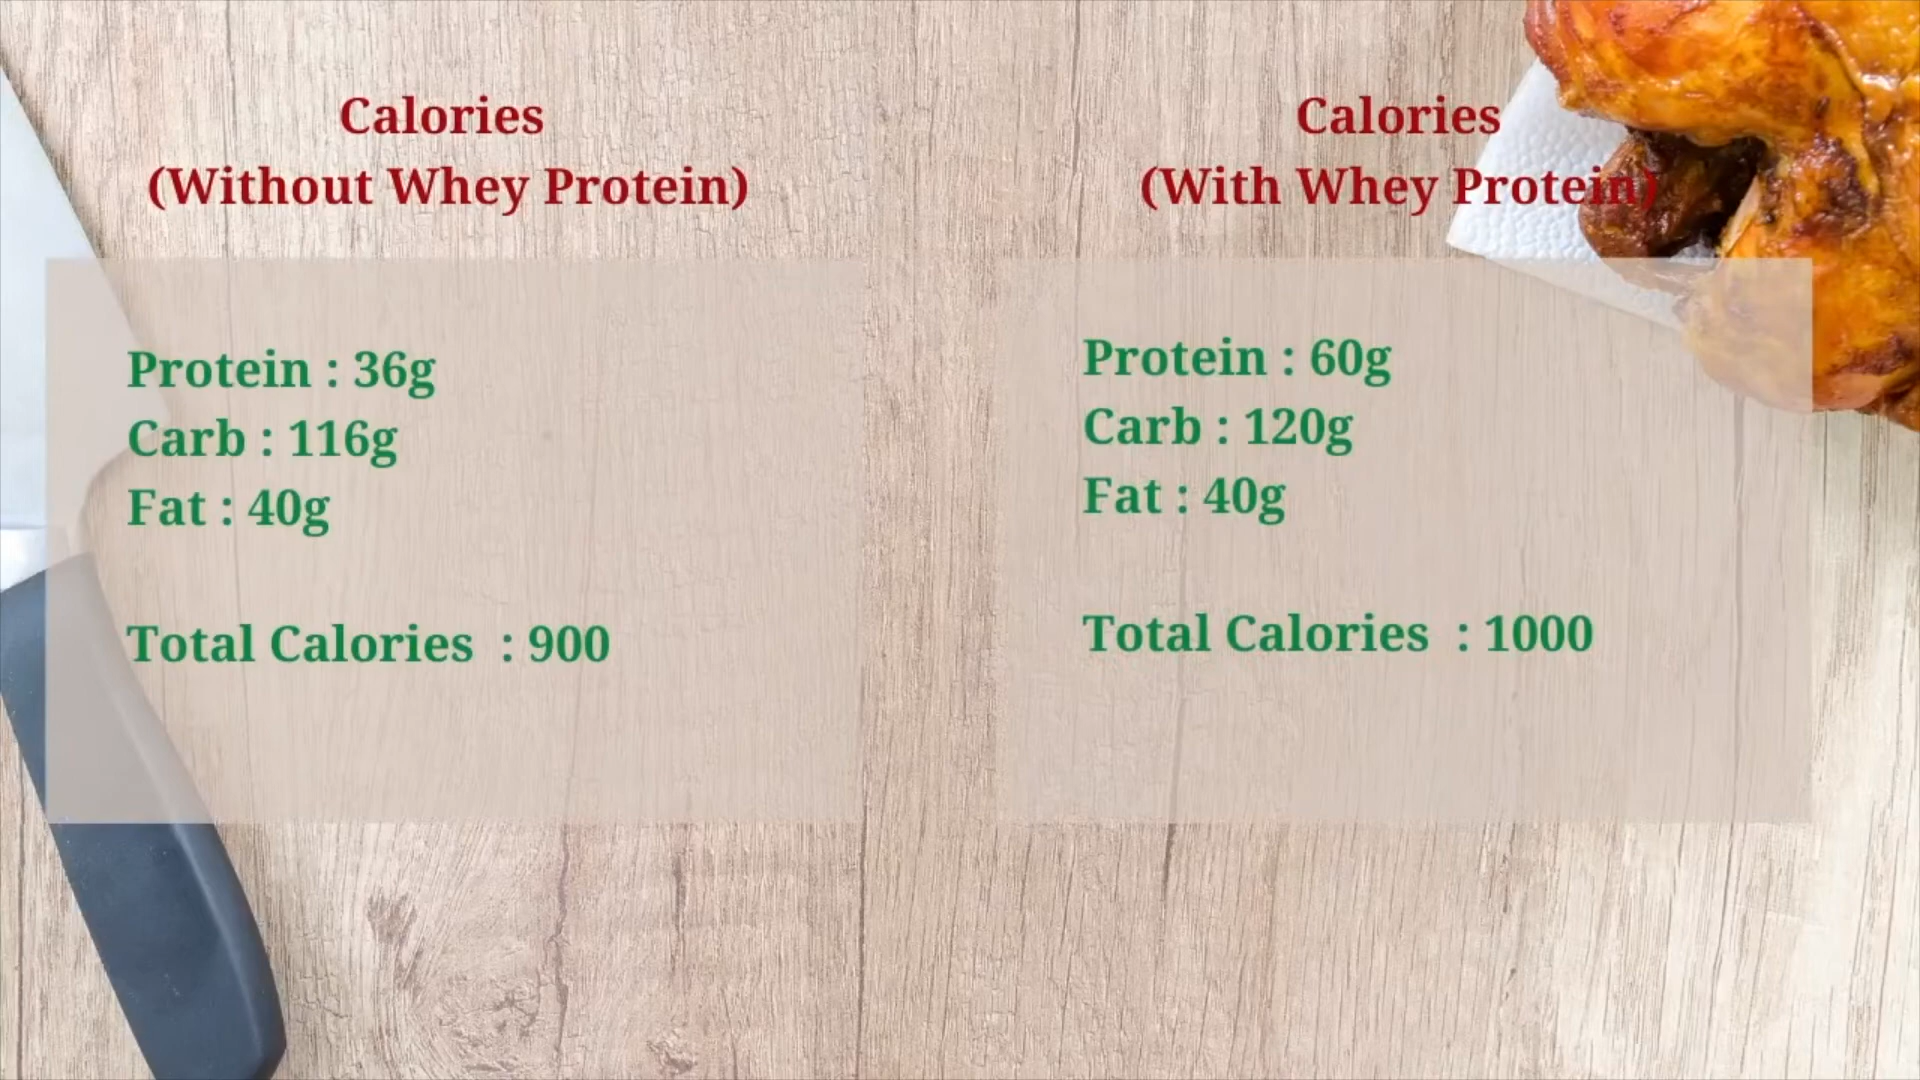 Calories
(Without Whey Protein)
Protein : 36g
Carb : 116g
Fat : 40g
Total Calories  : 900
Calories
(With Whey Protein)
Protein : 60g
Carb : 120g
Fat : 40g
Total Calories  : 1000